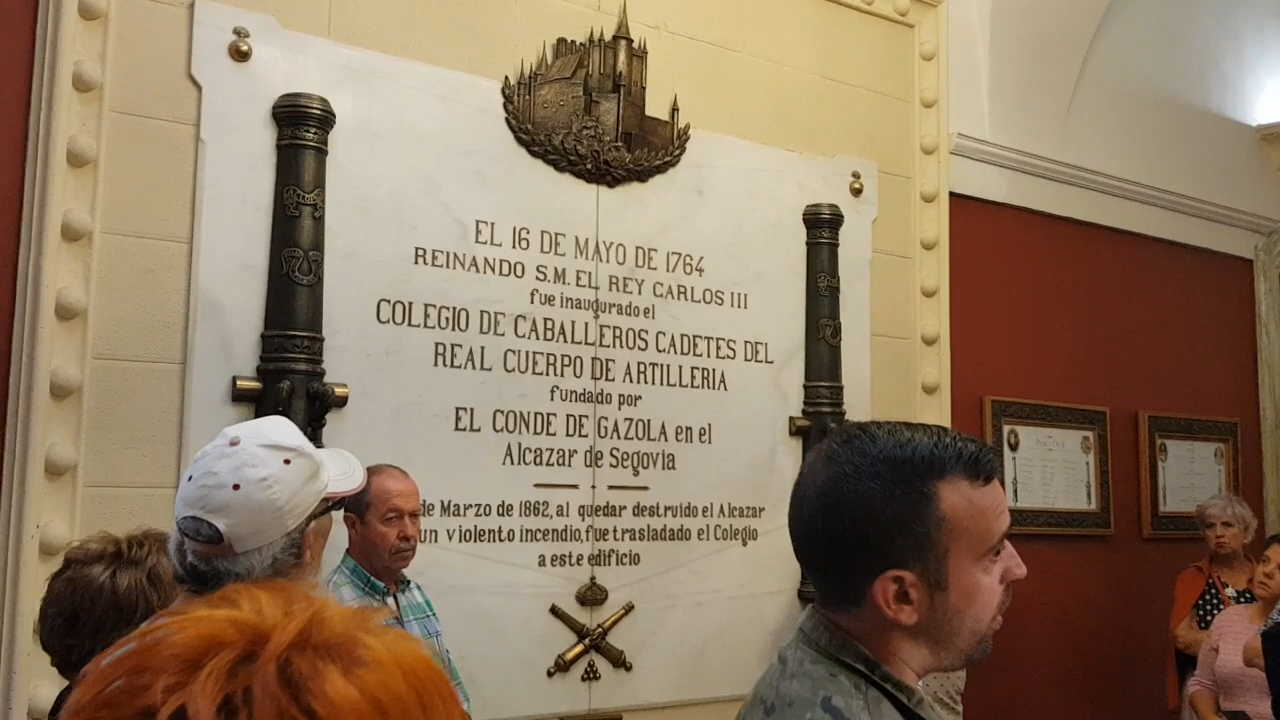 EL 16 DE MAYO DE 1764
REINANDO S.M. EL REY CARLOS III
fue inaugurado el
COLEGIO DE CABALLEROS CADETES DEL
REAL CUERPO DE ARTILLERIA
fundado por
EL CONDE DE GAZOLA en el
Alcazar de Segovia
de Marzo de 1862, al quedar destruido el Alcazar
un violento incendio, fue trasladado el Colegio
a este edificio